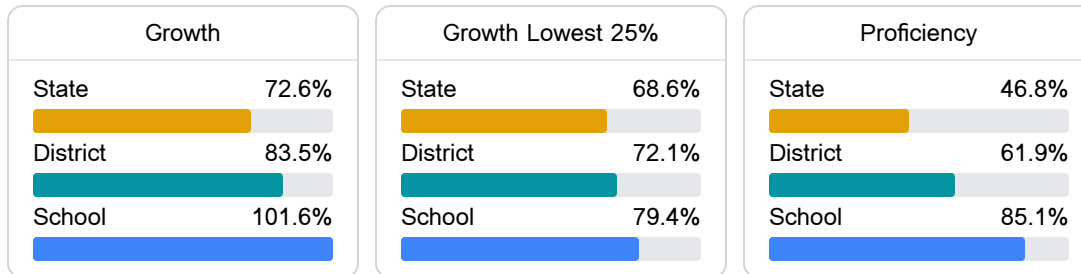 Growth
State 72.6%
District 83.5%
School 101.6%
Growth Lowest 25%
State 68.6%
District 72.1%
School 79.4%
Proficiency
State 46.8%
District 61.9%
School 85.1%